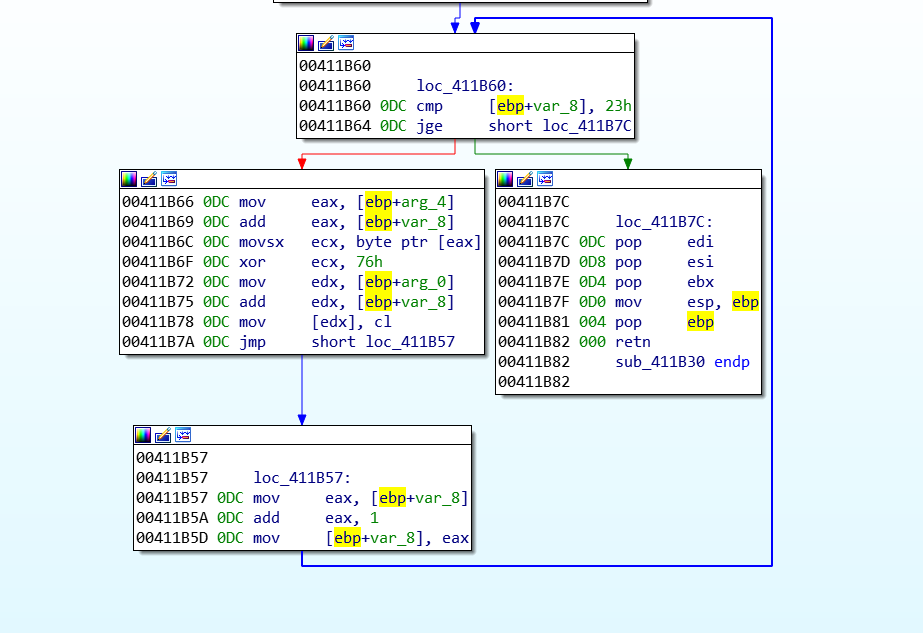 00411B60
00411B60 loc_411B60:
00411B60 0DC cmp [ebp+var_8], 23h
00411B64 0DC jge short loc_411B7C
00411B66 0DC mov eax, [ebp+arg_4]
00411B69 0DC add eax, [ebp+var_8]
00411B6C 0DC movsx ecx, byte ptr [eax]
00411B6F 0DC xor ecx, 76h
00411B72 0DC mov edx, [ebp+arg_0]
00411B75 0DC add edx, [ebp+var_8]
00411B78 0DC mov [edx], cl
00411B7A 0DC jmp short loc_411B57
00411B7C
00411B7C loc_411B7C:
00411B7C 0DC pop edi
00411B7D 0D8 pop esi
00411B7E 0D4 pop ebx
00411B7F 0D0 mov esp, ebp
00411B81 004 pop ebp
00411B82 000 retn
00411B82 sub_411B30 endp
00411B82
00411B57
00411B57 loc_411B57:
00411B57 0DC mov eax, [ebp+var_8]
00411B5A 0DC add eax, 1
00411B5D 0DC mov [ebp+var_8], eax